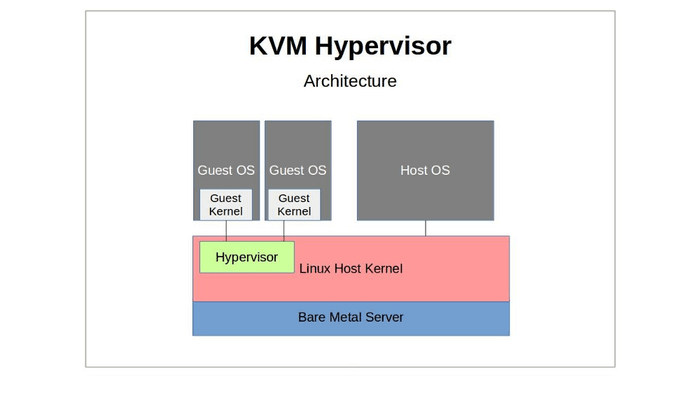 KVM Hypervisor
Architecture
Guest OS
Guest OS
Host OS
Guest
Kernel
Guest
Kernel
Hypervisor
Linux Host Kernel
Bare Metal Server